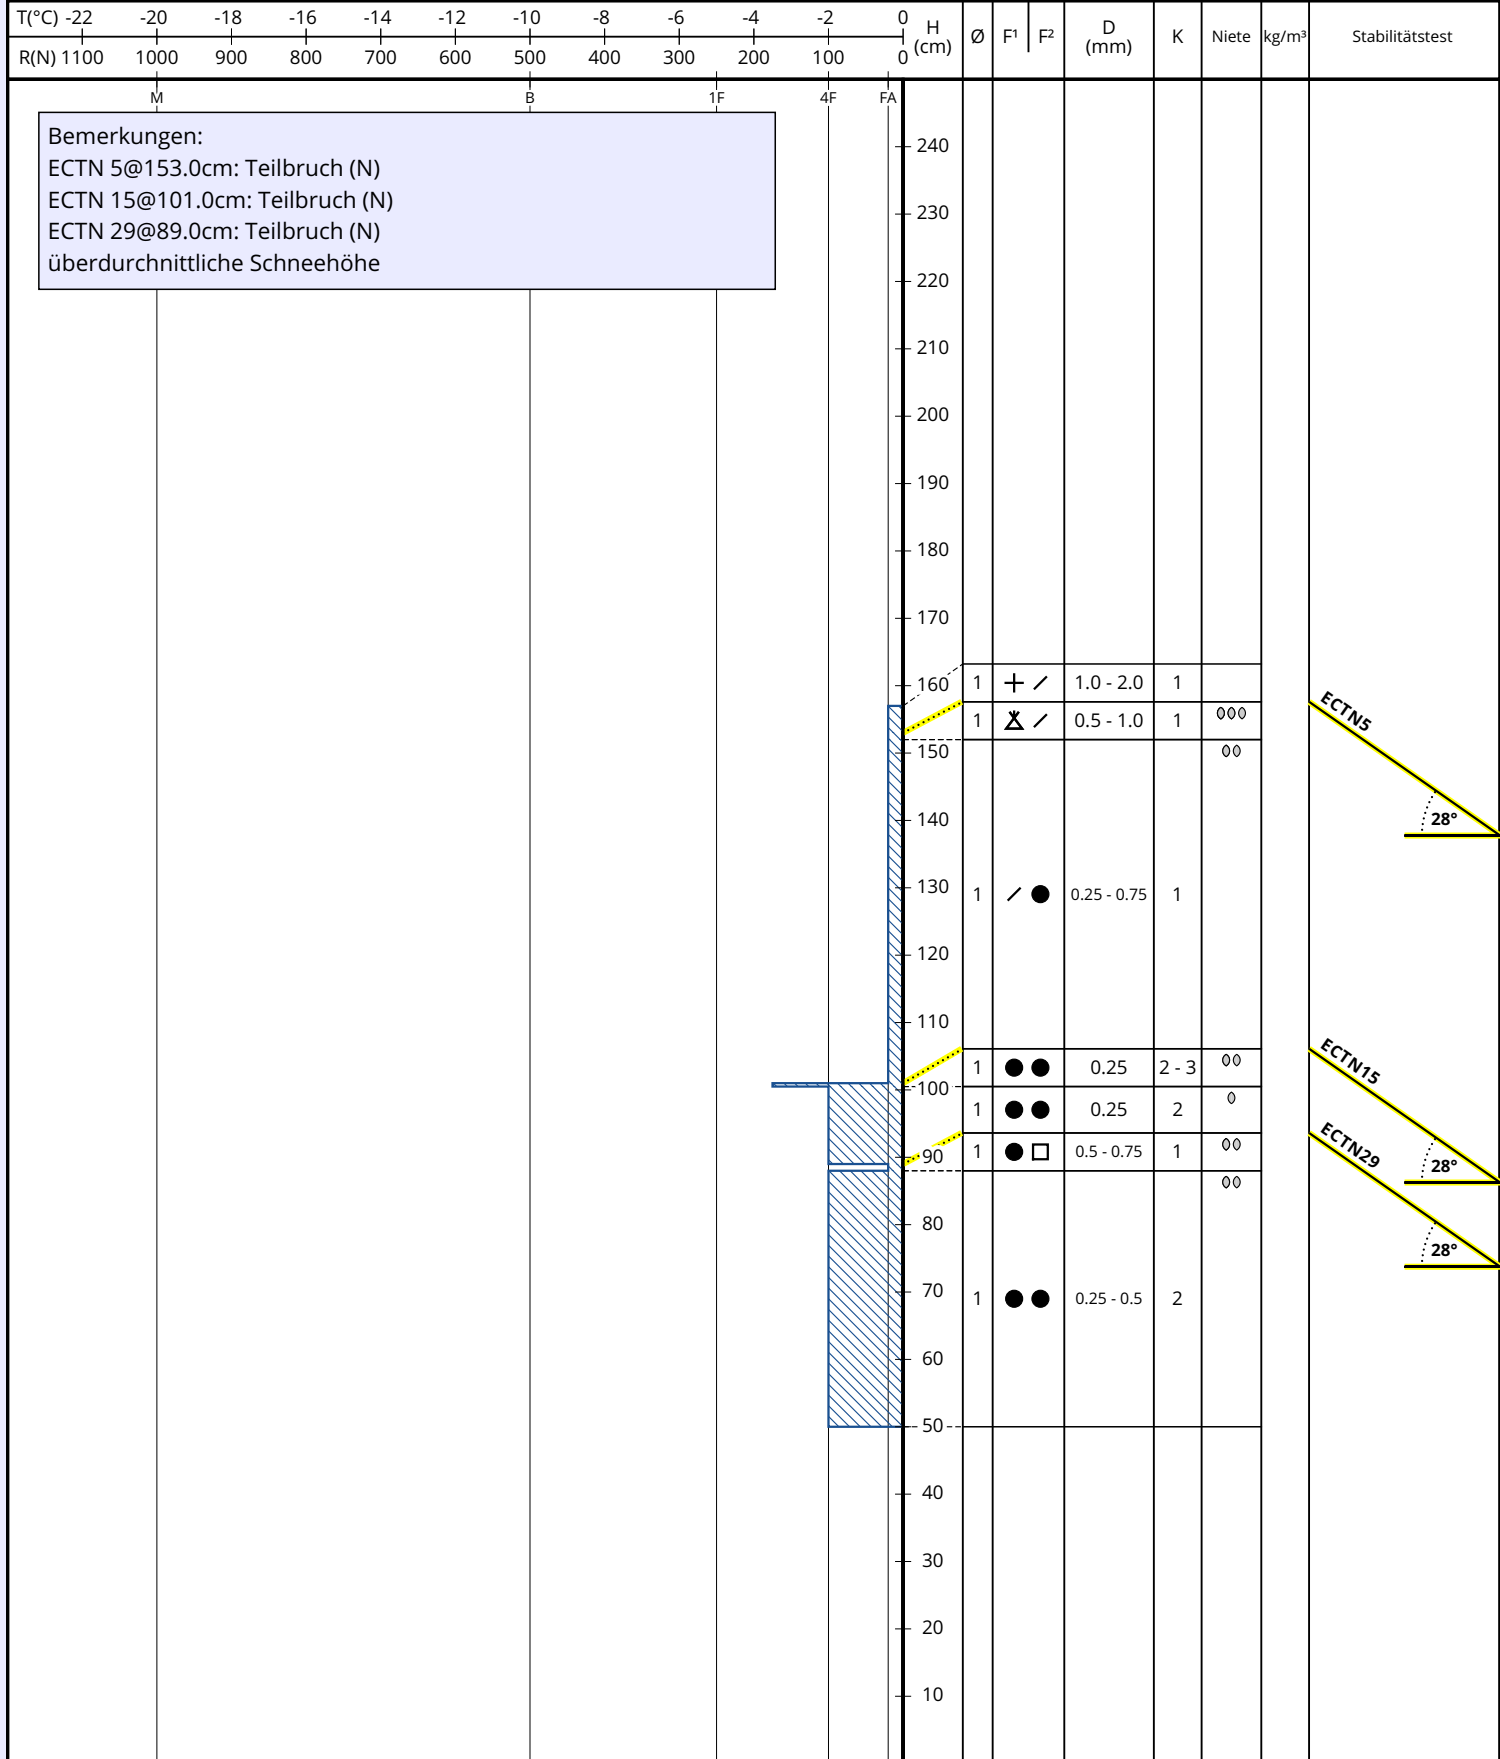 T(°C) -22 -20 -18 -16 -14 -12 -10 -8 -6 -4 -2 0
R(N) 1100 1000 900 800 700 600 500 400 300 200 100 0
H (cm) Ø F¹ F² D (mm) K Niete kg/m³ Stabilitätstest
M B 1F 4F FA
Bemerkungen:
ECTN 5@153.0cm: Teilbruch (N)
ECTN 15@101.0cm: Teilbruch (N)
ECTN 29@89.0cm: Teilbruch (N)
überdurchnittliche Schneehöhe
240
230
220
210
200
190
180
170
160 1 1.0 - 2.0 1
1 0.5 - 1.0 1
ECTN5
150
140
28°
130 1 0.25 - 0.75 1
120
110
1 0.25 2 - 3
ECTN15
100
1 0.25 2
90 1 0.5 - 0.75 1
ECTN29
28°
80
28°
70
1 0.25 - 0.5 2
60
50
40
30
20
10